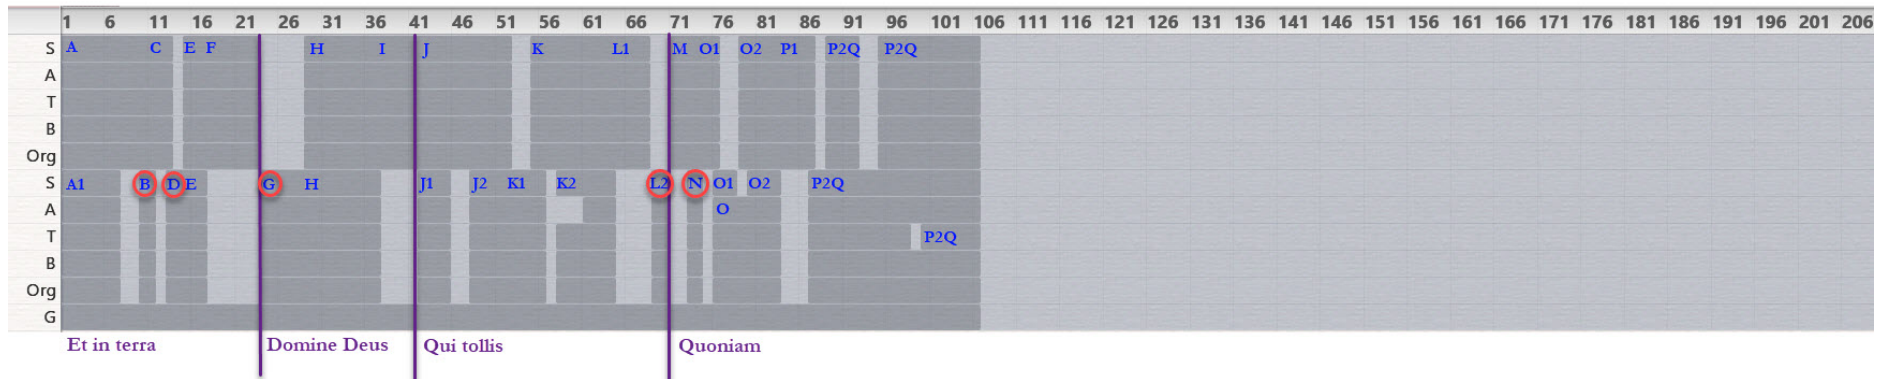 1 6 11 16 21 26 31 36 41 46 51 56 61 66 71 76 81 86 91 96 101 106 111 116 121 126 131 136 141 146 151 156 161 166 171 176 181 186 191 196 201 206
S A C E F H I J K L1 M O1 O2 P1 P2Q P2Q
A
T
B
Org
S A1 B D E G H J1 J2 K1 K2 L2 N O1 O2 P2Q
A O
T P2Q
B
Org
G
Et in terra Domine Deus Qui tollis Quoniam